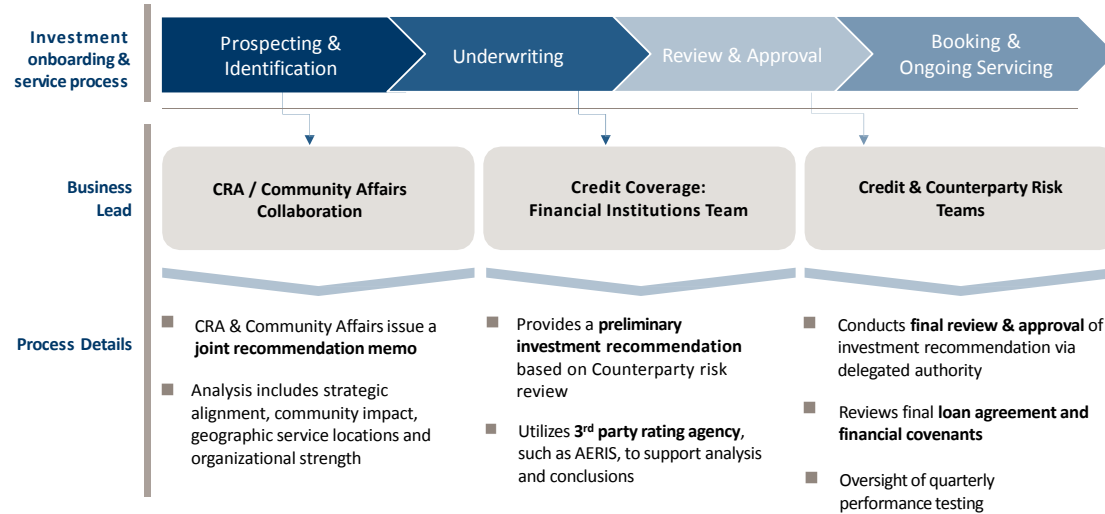 Investment
onboarding &
service process
Prospecting &
Identification
Underwriting
Review & Approval
Booking &
Ongoing Servicing
Business
Lead
CRA / Community Affairs
Collaboration
Credit Coverage:
Financial Institutions Team
Credit & Counterparty Risk
Teams
Process Details
CRA & Community Affairs issue a
joint recommendation memo
Analysis includes strategic
alignment, community impact,
geographic service locations and
organizational strength
Provides a preliminary
investment recommendation
based on Counterparty risk
review
Utilizes 3rd party rating agency,
such as AERIS, to support analysis
and conclusions
Conducts final review & approval of
investment recommendation via
delegated authority
Reviews final loan agreement and
financial covenants
Oversight of quarterly
performance testing